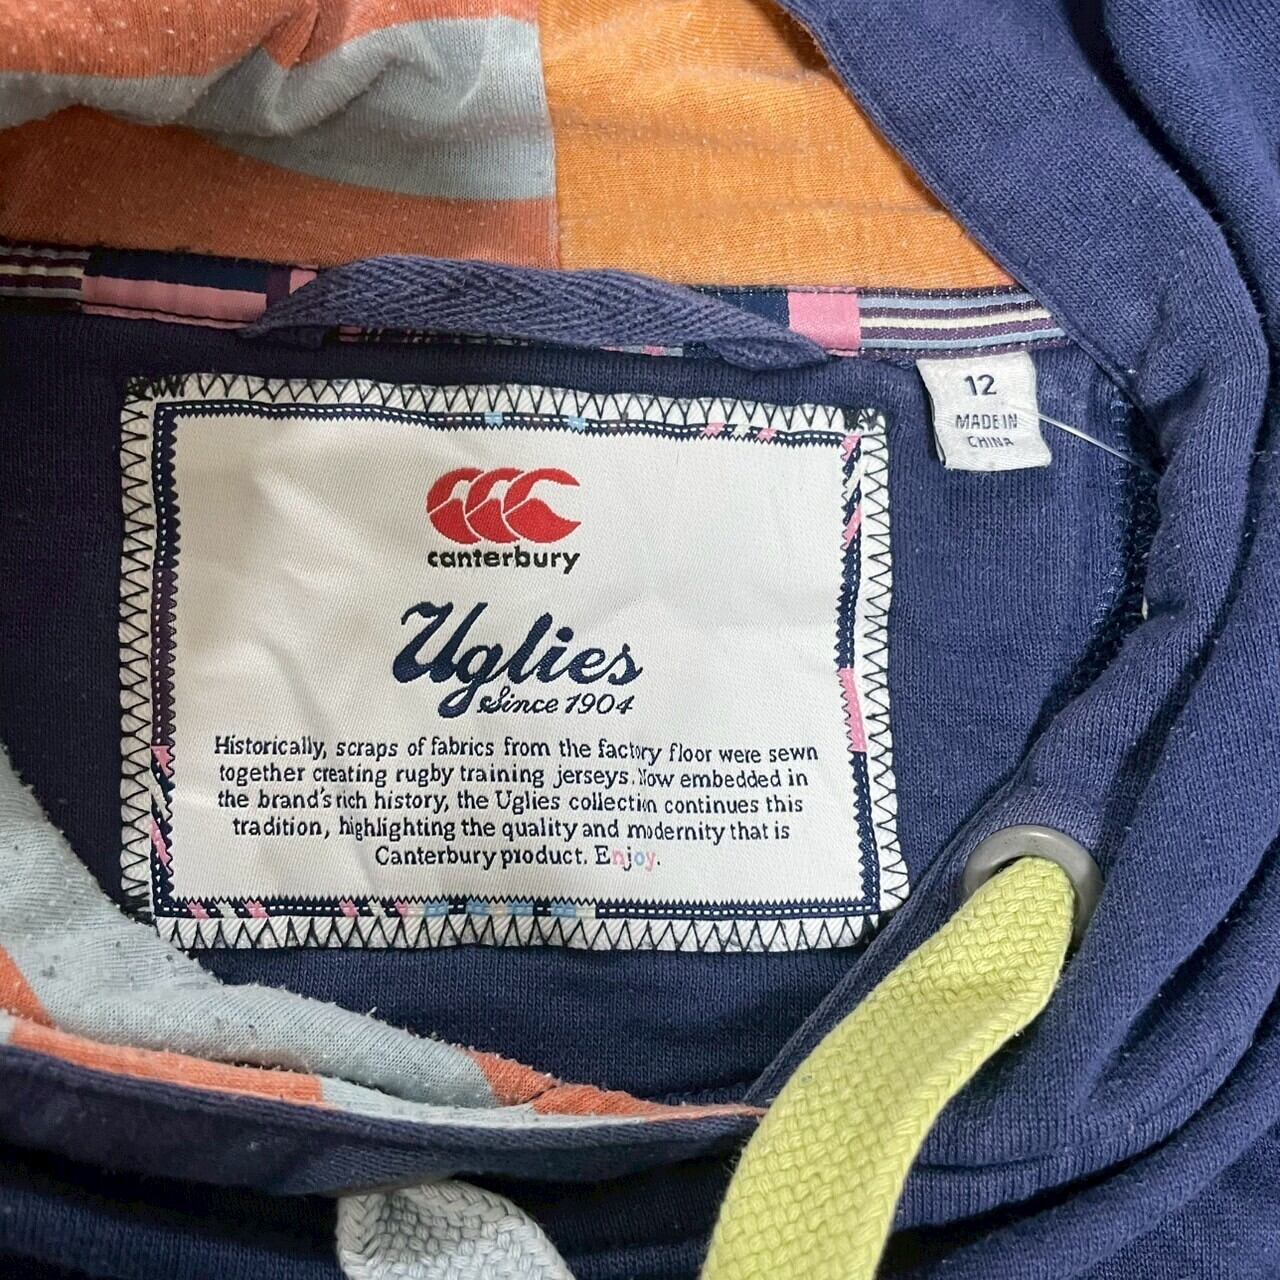 12
MADE IN
CHINA
canterbury
Uglies
Since 1904
Historically, scraps of fabrics from the factory floor were sewn
together creating rugby training jerseys. Now embedded in
the brand's rich history, the Uglies collection continues this
tradition, highlighting the quality and modernity that is
Canterbury product. Enjoy.